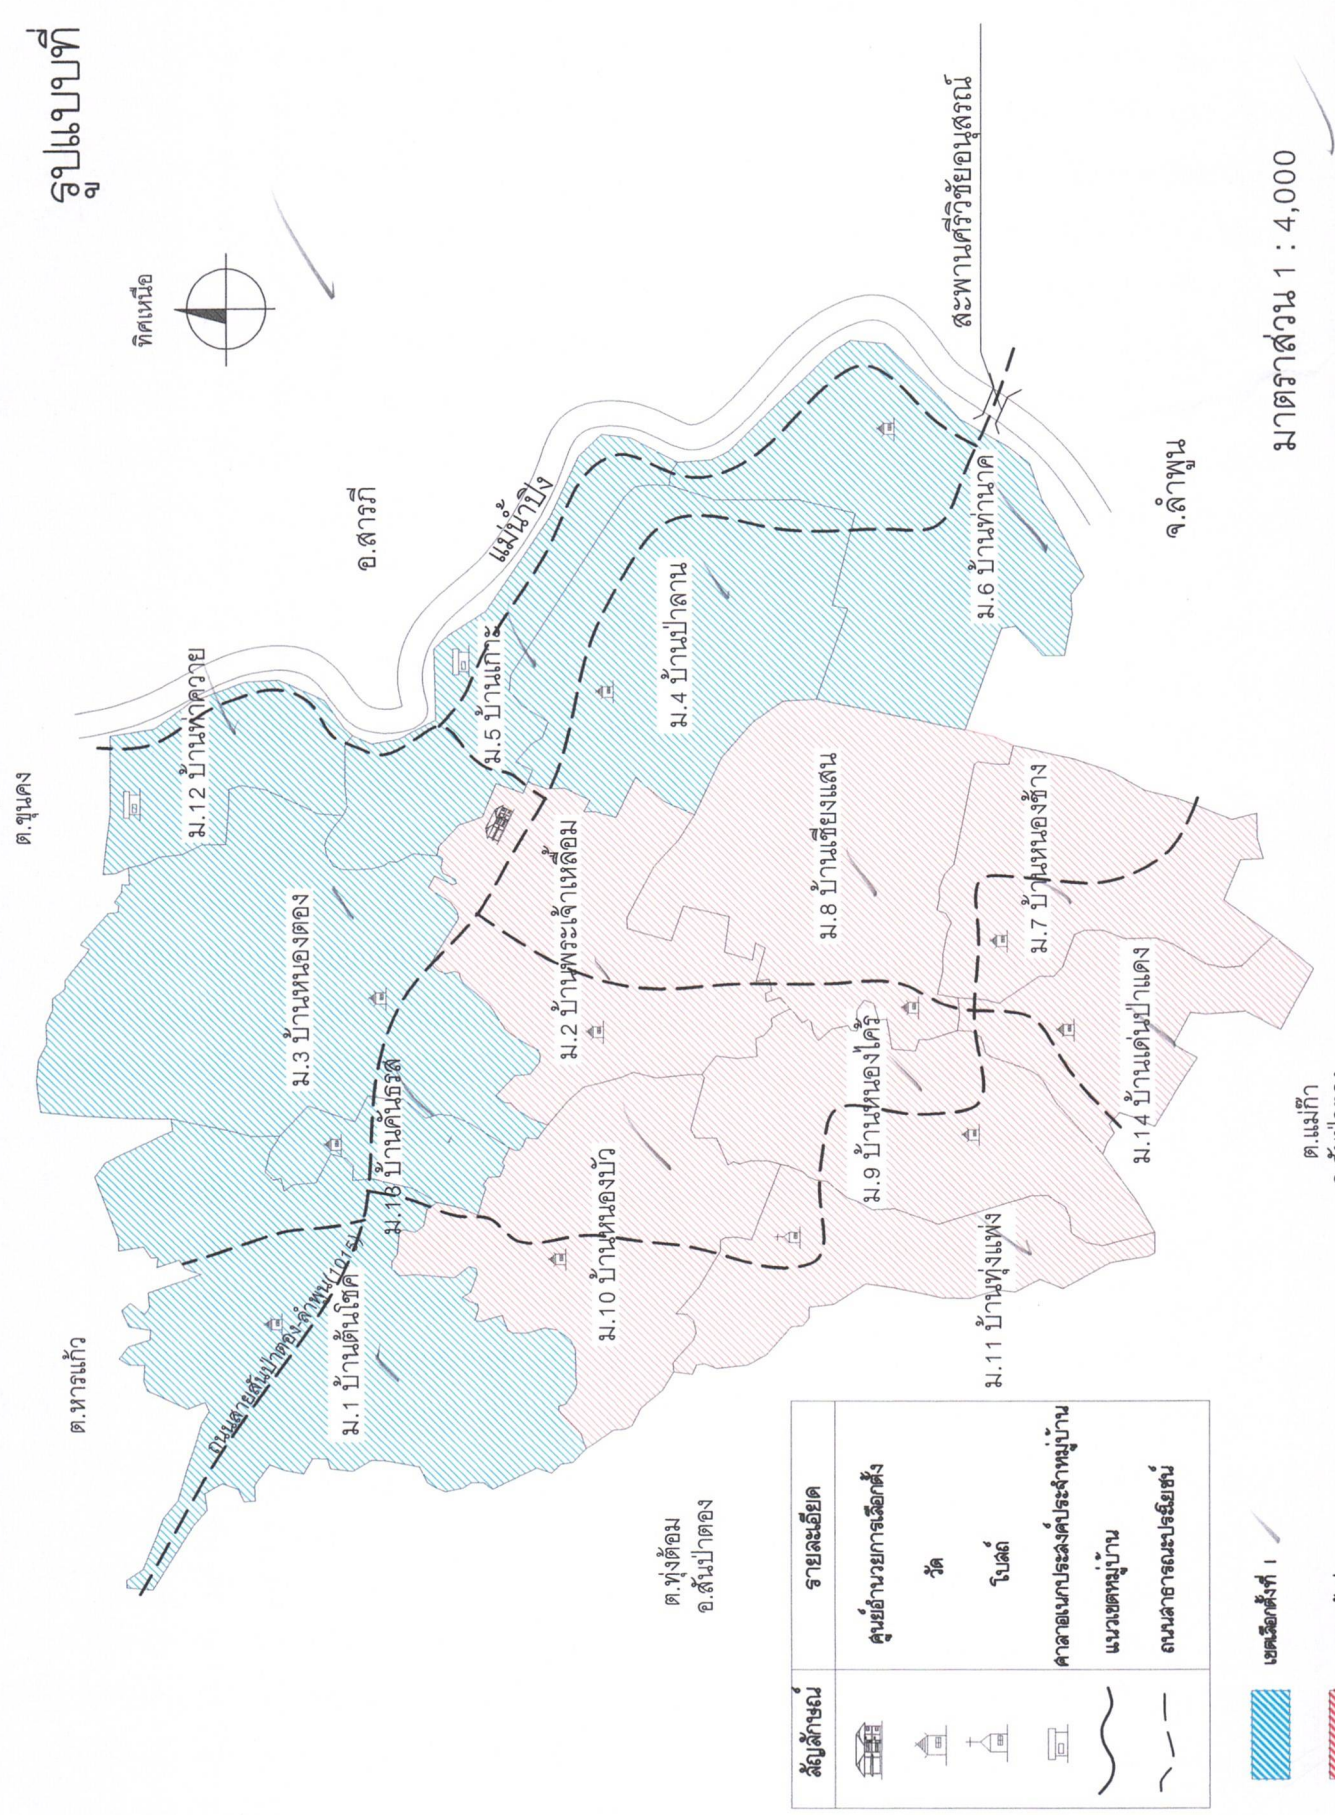 รูปแบบที่
ทิศเหนือ
ต.ขุนคง
ต.หารแก้ว
อ.สารภี
แม่น้ำปิง
สะพานศรีวิชัยอนุสรณ์
จ.ลำพูน
มาตราส่วน 1 : 4,000
ม.12 บ้านท่าควาย
ม.3 บ้านหนองตอง
ม.5 บ้านเกาะ
ม.4 บ้านป่าลาน
ม.6 บ้านท่านาค
ม.13 บ้านคันธรส
ถนนสายสันป่าตอง-ลำพูน(1015)
ม.1 บ้านต้นโชค
ม.2 บ้านพระเจ้าเหลื้อม
ม.8 บ้านเชียงแสน
ม.7 บ้านหนองช้าง
ม.10 บ้านหนองบัว
ม.9 บ้านหนองไคร้
ม.14 บ้านเด่นป่าแดง
ม.11 บ้านทุ่งแพ่ง
ต.แม่ก๊า
ต.ทุ่งต้อม
อ.สันป่าตอง
สัญลักษณ์ รายละเอียด
ศูนย์อำนวยการเลือกตั้ง
วัด
โบสถ์
ศาลาอเนกประสงค์ประจำหมู่บ้าน
แนวเขตหมู่บ้าน
ถนนสาธารณะประโยชน์
เขตเลือกตั้งที่ 1